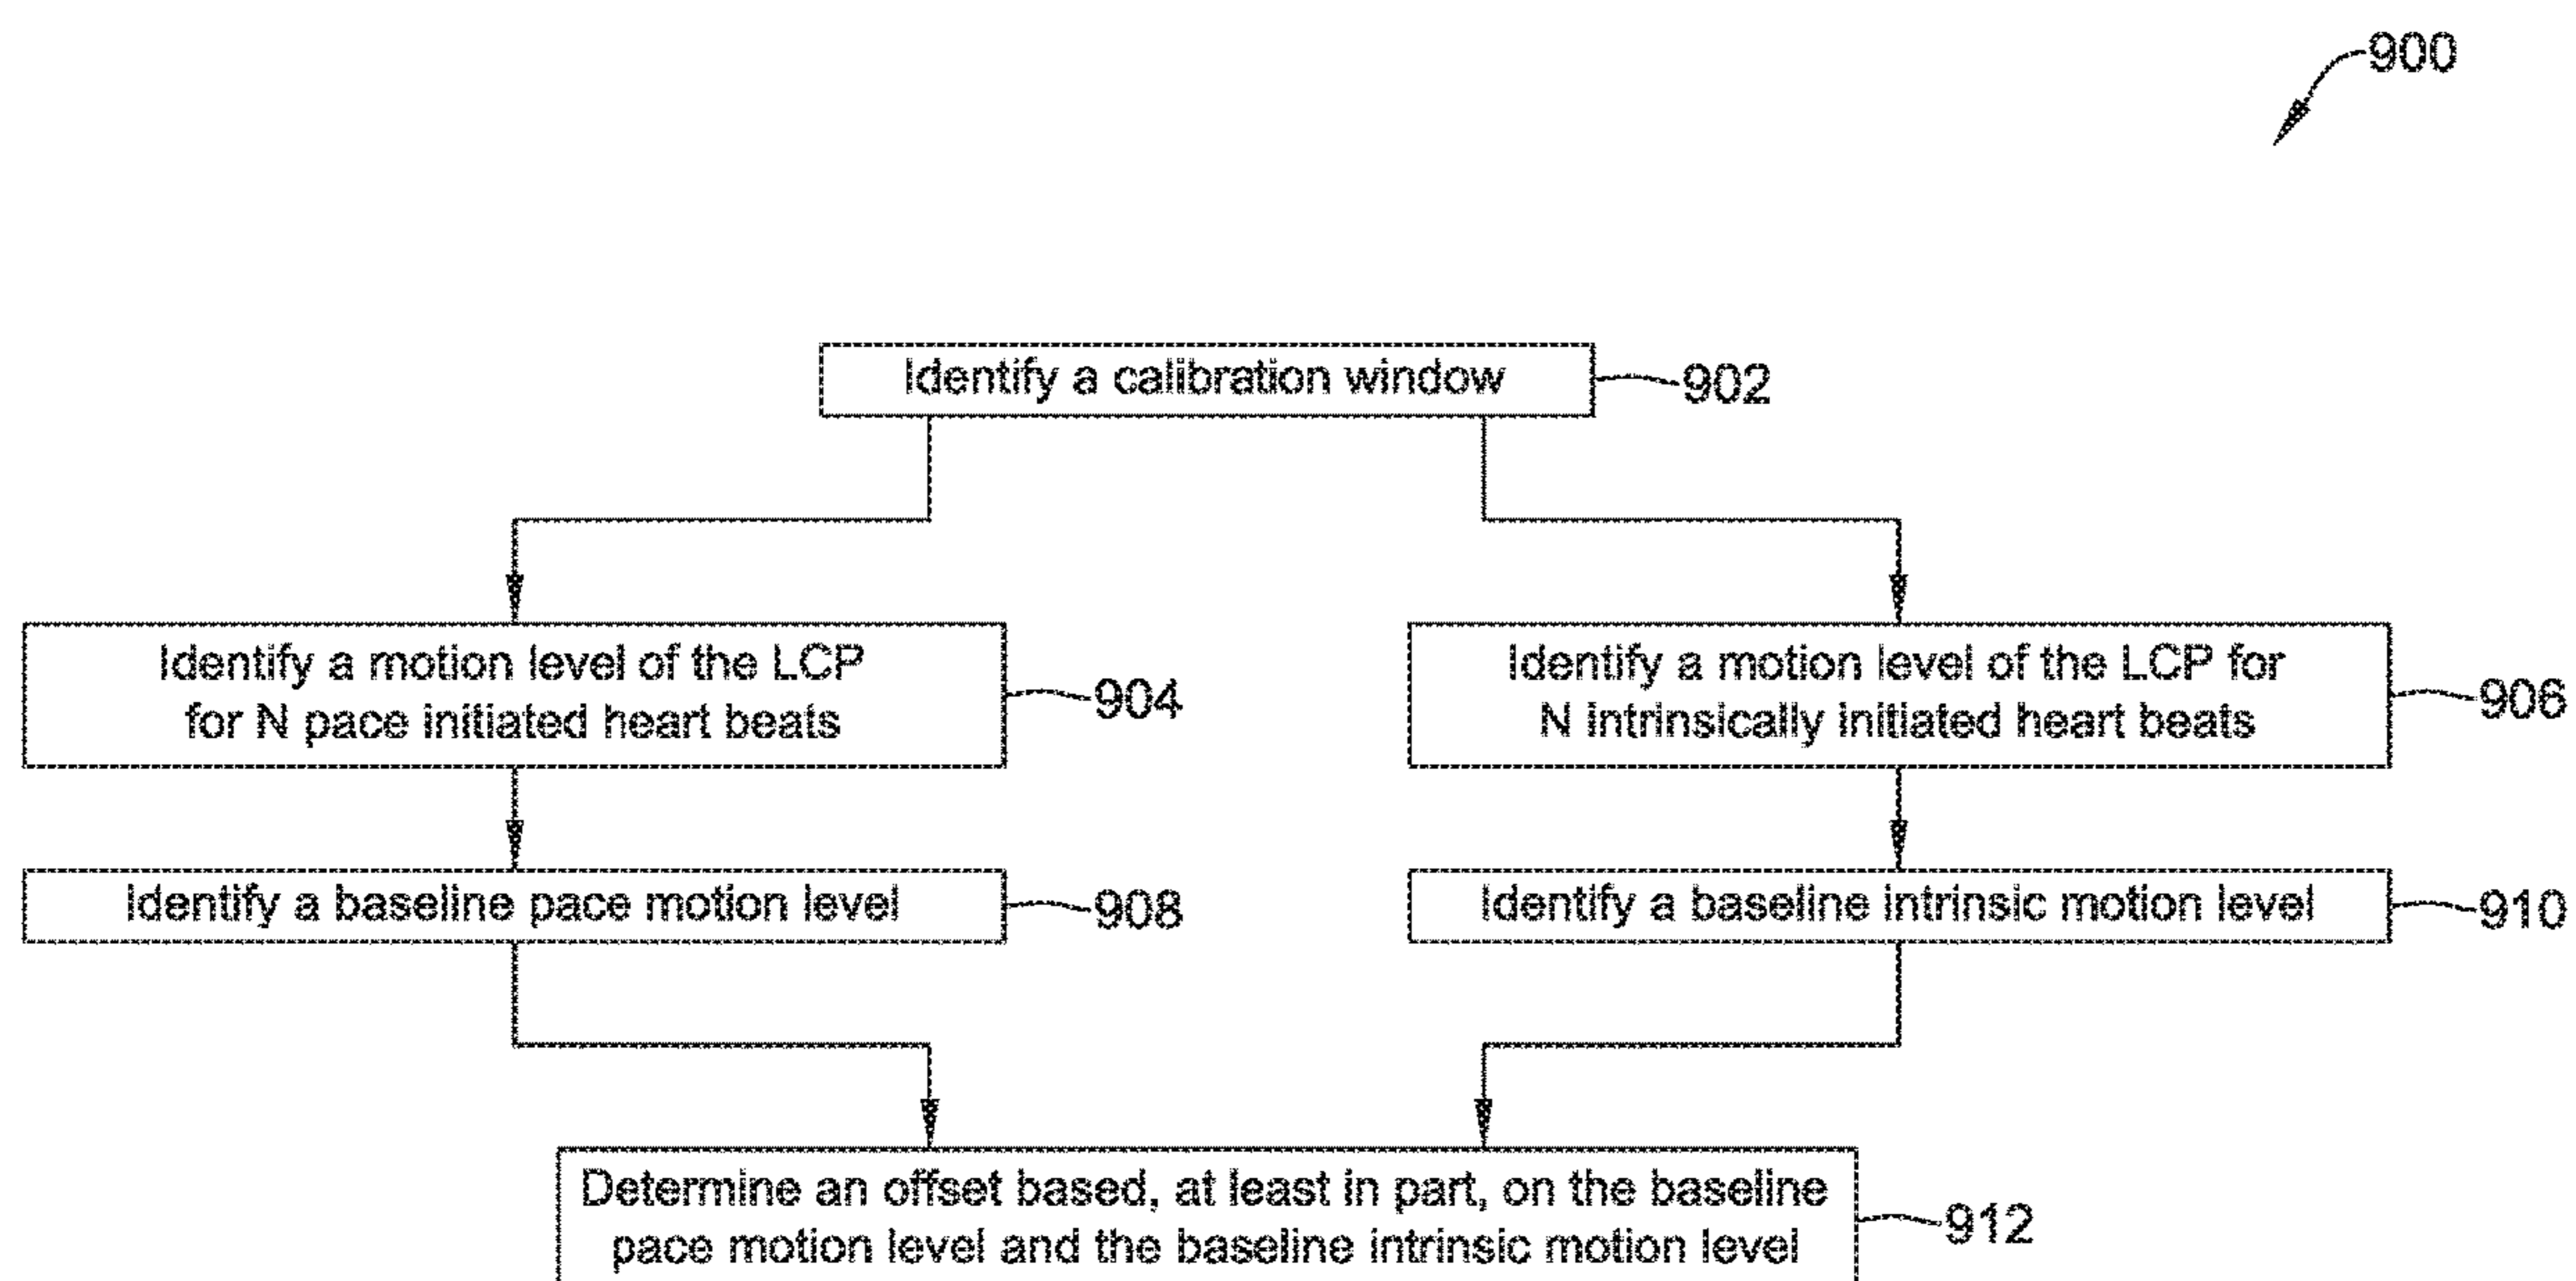 900
Identify a calibration window
902
Identify a motion level of the LCP
for N pace initiated heart beats
904
Identify a motion level of the LCP for
N intrinsically initiated heart beats
906
Identify a baseline pace motion level
908
Identify a baseline intrinsic motion level
910
Determine an offset based, at least in part, on the baseline
pace motion level and the baseline intrinsic motion level
912